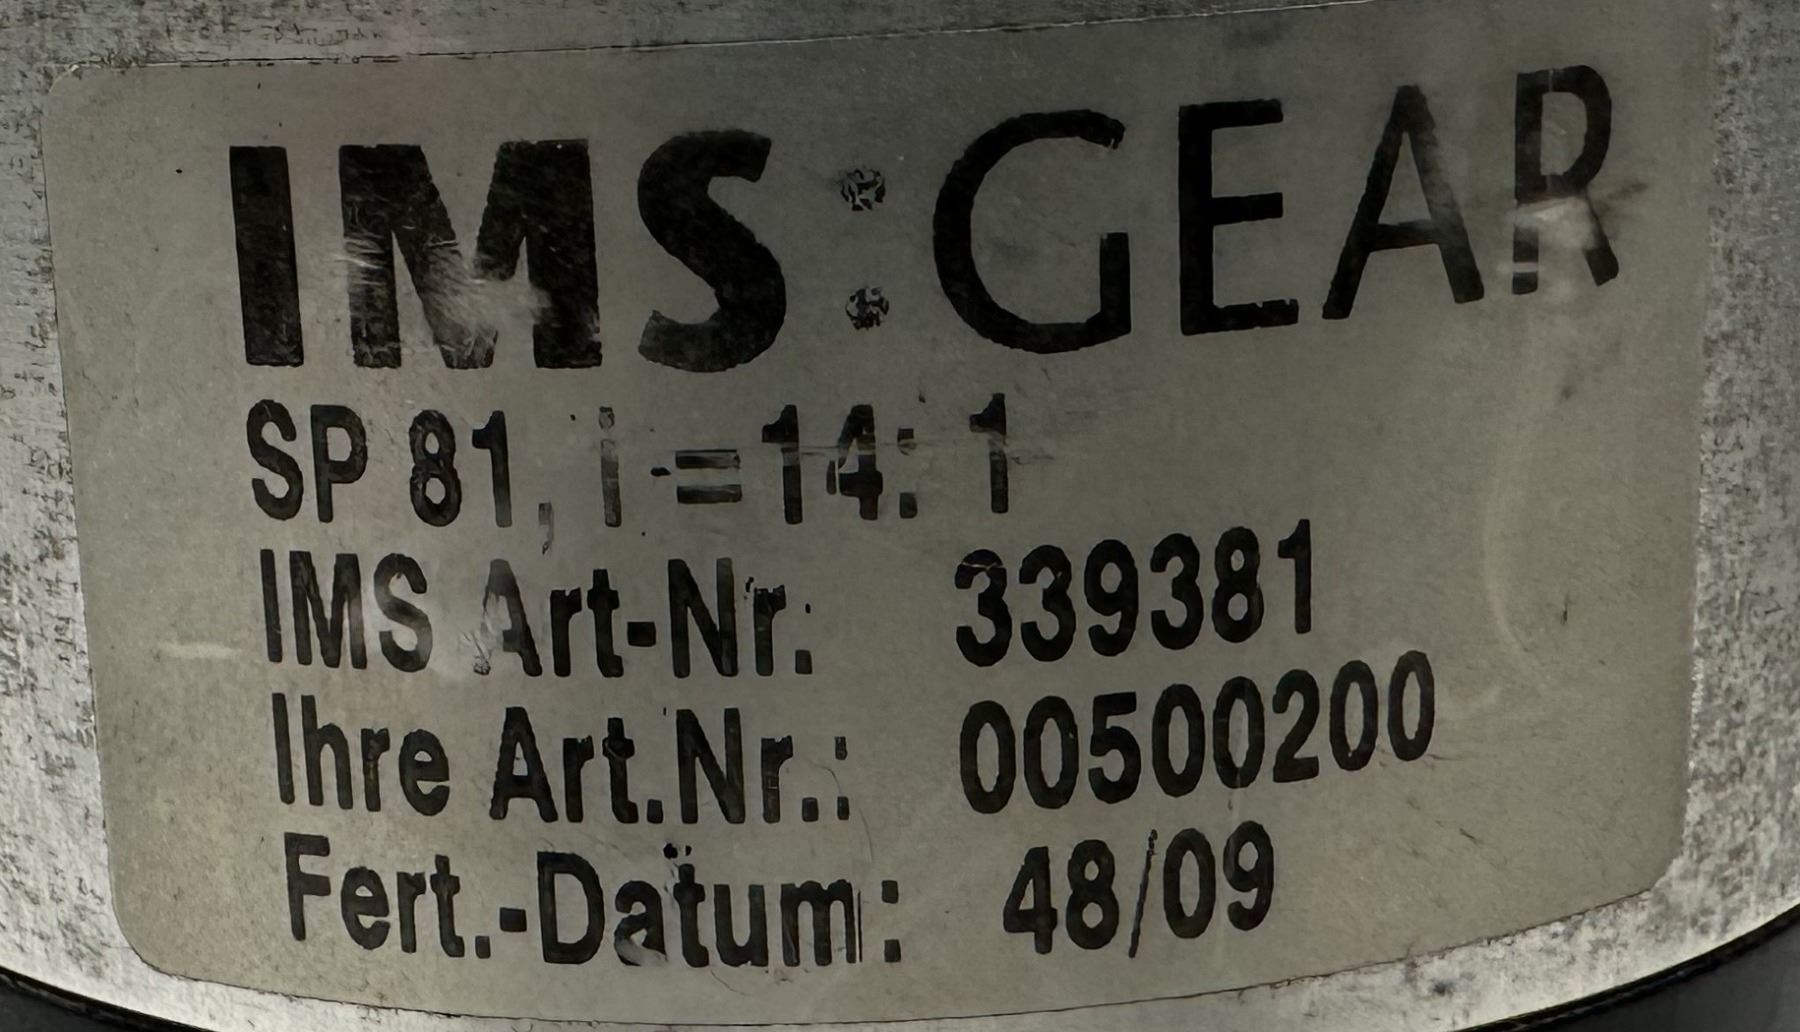 IMS:GEAR
SP 81, i = 14: 1
IMS Art-Nr: 339381
Ihre Art.Nr.: 00500200
Fert.-Datum: 48/09